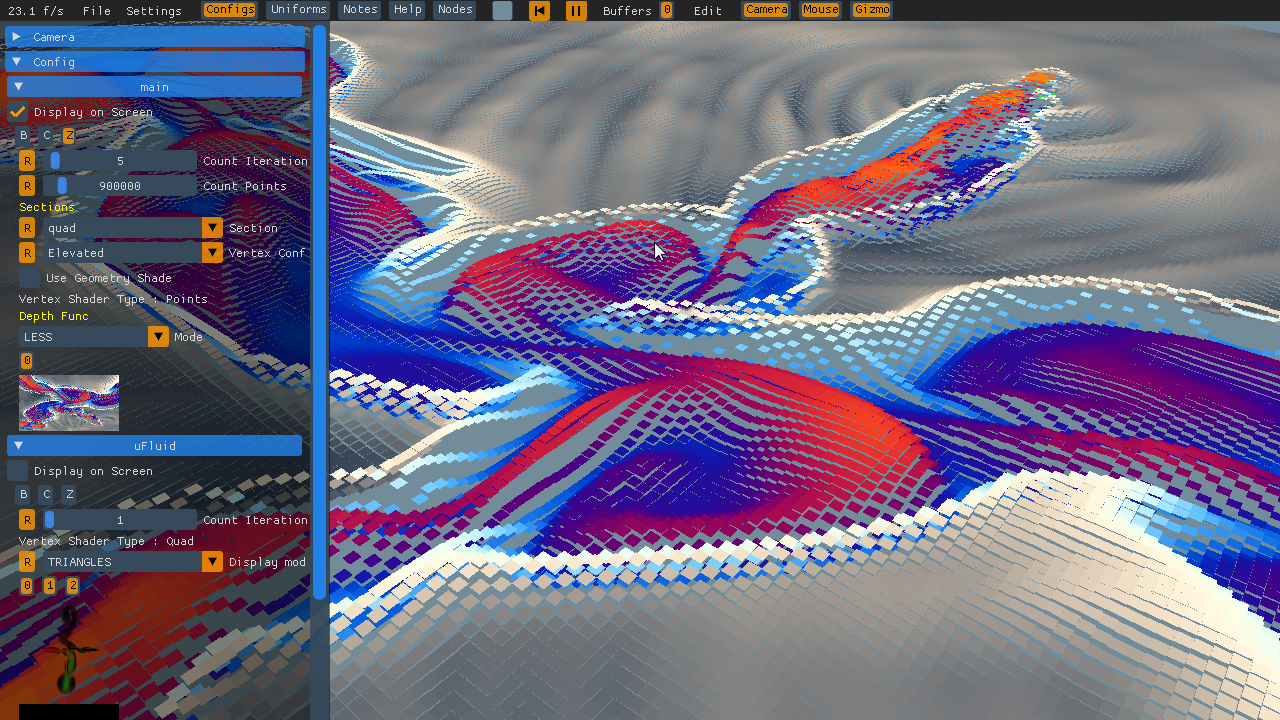 23.1 f/s File Settings Configs Uniforms Notes Help Nodes Buffers 0 Edit Camera Mouse Gizmo
Camera
Config
main
Display on Screen
B C Z
R 5 Count Iteration
R 900000 Count Points
Sections
R quad Section
R Elevated Vertex Conf
Use Geometry Shade
Vertex Shader Type : Points
Depth Func
LESS Mode
0
uFluid
Display on Screen
B C Z
R 1 Count Iteration
Vertex Shader Type : Quad
R TRIANGLES Display mod
0 1 2